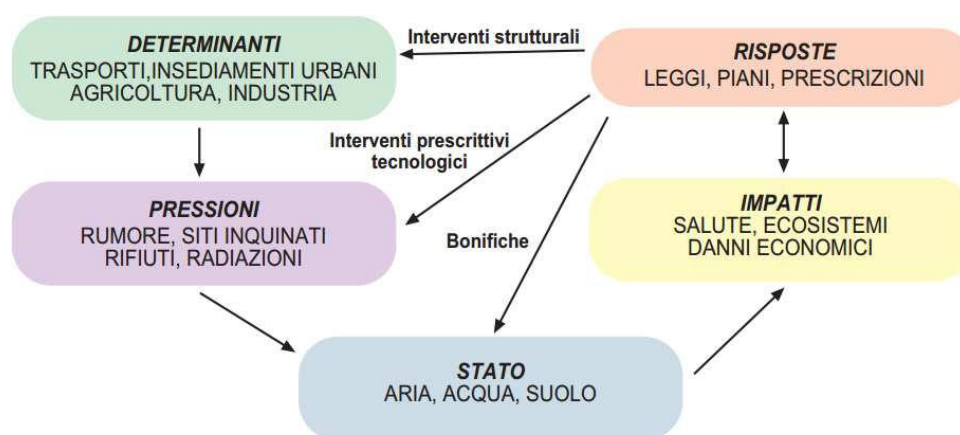 DETERMINANTI
TRASPORTI,INSEDIAMENTI URBANI
AGRICOLTURA, INDUSTRIA
Interventi strutturali
RISPOSTE
LEGGI, PIANI, PRESCRIZIONI
Interventi prescrittivi
tecnologici
PRESSIONI
RUMORE, SITI INQUINATI
RIFIUTI, RADIAZIONI
Bonifiche
IMPATTI
SALUTE, ECOSISTEMI
DANNI ECONOMICI
STATO
ARIA, ACQUA, SUOLO